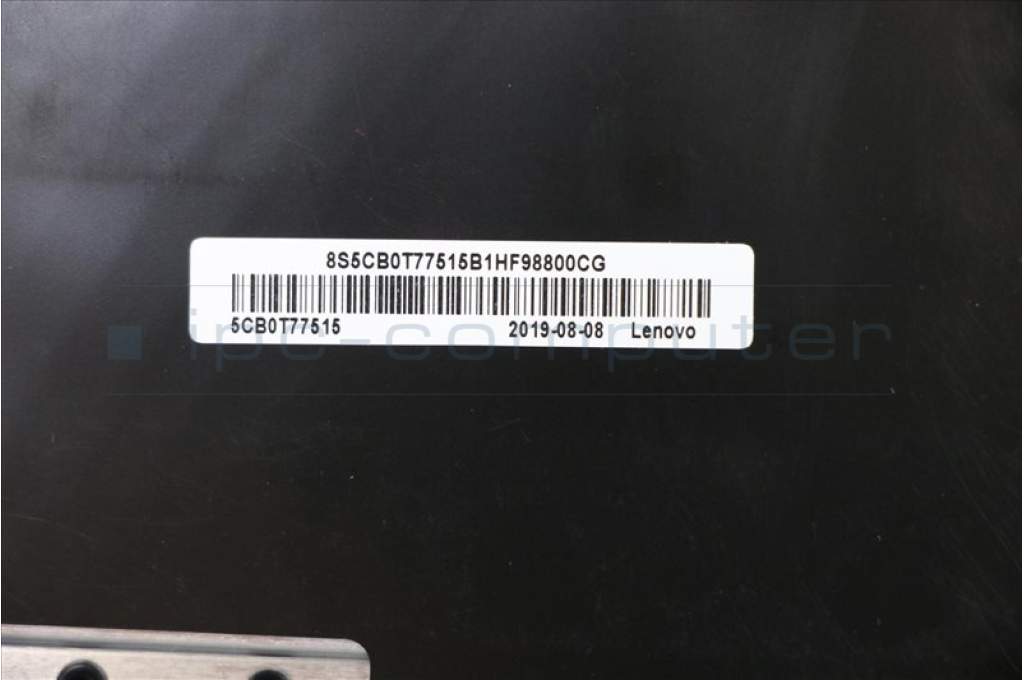 8S5CB0T77515B1HF98800CG
5CB0T77515 2019-08-08 Lenovo
ipc-computer